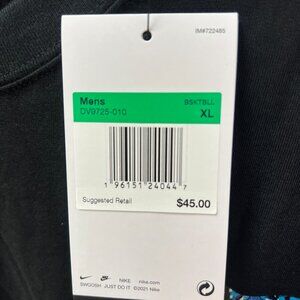 IM#722485
Mens BSKTBLL
DV9725-010 XL
1 96151 24044 7
Suggested Retail $45.00
NIKE nike.com
SWOOSH JUST DO IT ©2021 Nike